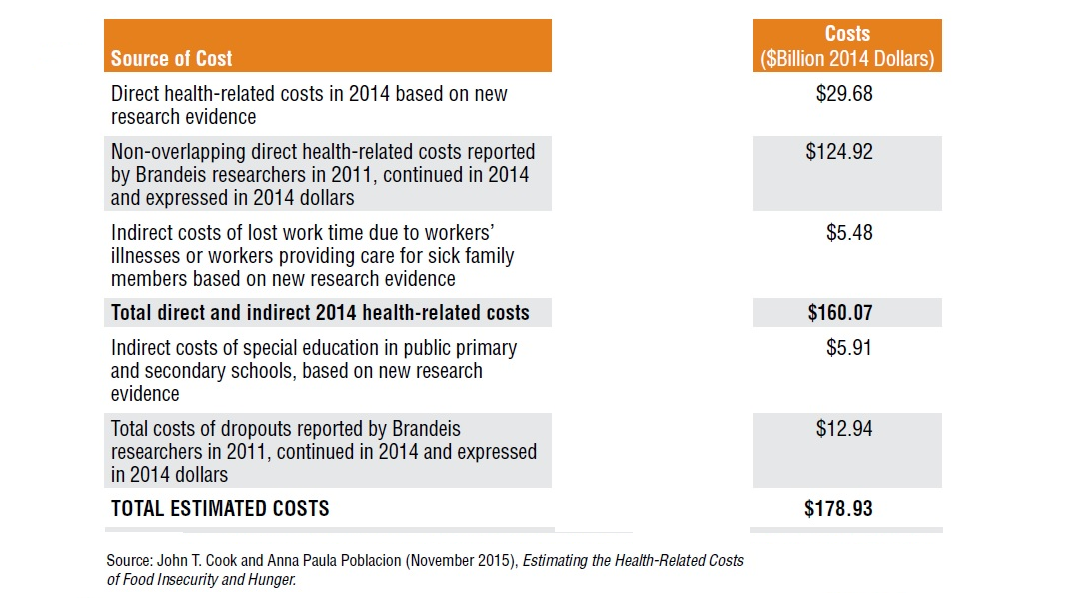 Source of Cost
Costs
($Billion 2014 Dollars)
Direct health-related costs in 2014 based on new
research evidence
$29.68
Non-overlapping direct health-related costs reported
by Brandeis researchers in 2011, continued in 2014
and expressed in 2014 dollars
$124.92
Indirect costs of lost work time due to workers’
illnesses or workers providing care for sick family
members based on new research evidence
$5.48
Total direct and indirect 2014 health-related costs
$160.07
Indirect costs of special education in public primary
and secondary schools, based on new research
evidence
$5.91
Total costs of dropouts reported by Brandeis
researchers in 2011, continued in 2014 and expressed
in 2014 dollars
$12.94
TOTAL ESTIMATED COSTS
$178.93
Source: John T. Cook and Anna Paula Poblacion (November 2015), Estimating the Health-Related Costs
of Food Insecurity and Hunger.